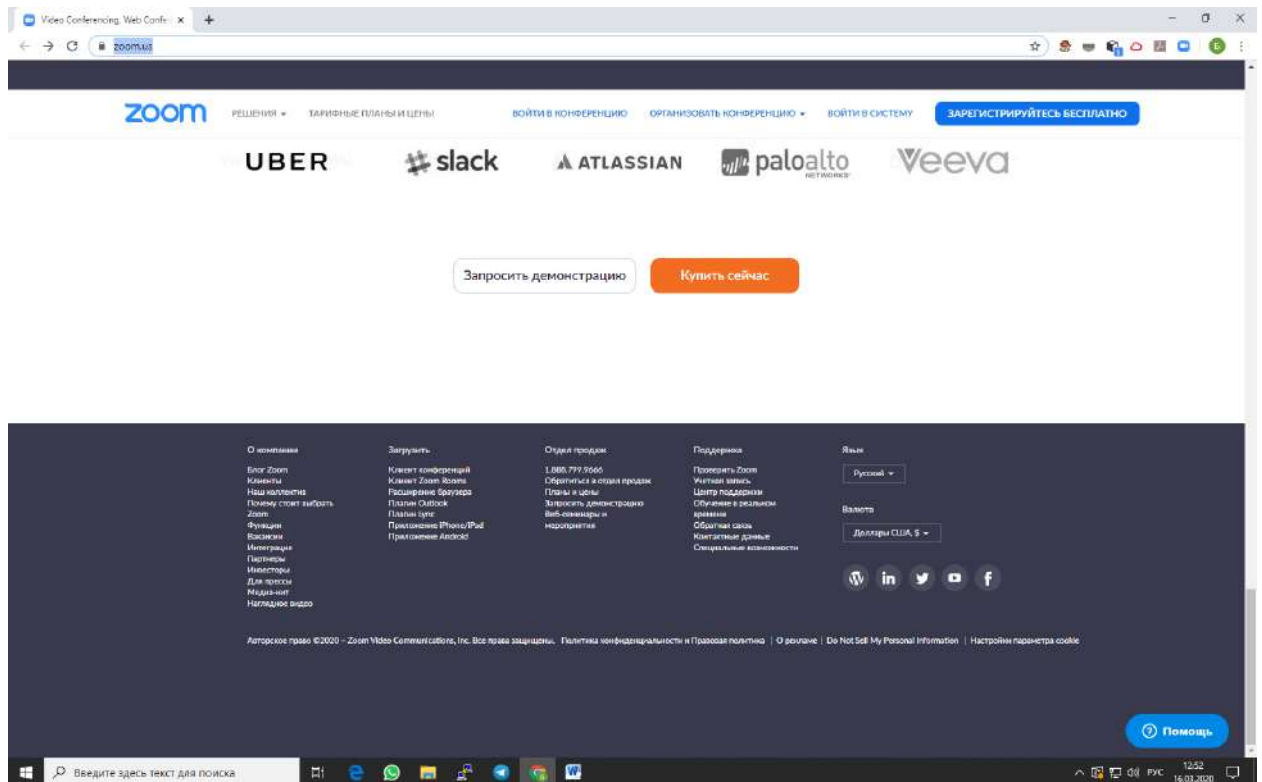 Video Conferencing, Web Confe
zoom.us
zoom
РЕШЕНИЯ
ТАРИФНЫЕ ПЛАНЫ И ЦЕНЫ
ВОЙТИ В КОНФЕРЕНЦИЮ
ОРГАНИЗОВАТЬ КОНФЕРЕНЦИЮ
ВОЙТИ В СИСТЕМУ
ЗАРЕГИСТРИРУЙТЕСЬ БЕСПЛАТНО
UBER
slack
ATLASSIAN
paloalto
NETWORKS
Veeva
Запросить демонстрацию
Купить сейчас
О компании
Блог Zoom
Клиенты
Наш коллектив
Почему стоит выбрать
Zoom
Функции
Вакансии
Интеграция
Партнеры
Инвесторы
Для прессы
Медиа-кит
Наглядное видео
Загрузить
Клиент конференций
Клиент Zoom Rooms
Расширение браузера
Плагин Outlook
Плагин Lync
Приложение iPhone/iPad
Приложение Android
Отдел продаж
1.888.799.9666
Обратиться в отдел продаж
Планы и цены
Запросить демонстрацию
Веб-семинары и
мероприятия
Поддержка
Проверить Zoom
Учетная запись
Центр поддержки
Обучение в реальном
времени
Обратная связь
Контактные данные
Специальные возможности
Язык
Русский
Валюта
Доллары США, $
in
f
Авторское право ©2020 – Zoom Video Communications, Inc. Все права защищены. Политика конфиденциальности и Правовая политика | О рекламе | Do Not Sell My Personal Information | Настройки параметра cookie
Помощь
Введите здесь текст для поиска
РУС
12:52
16.03.2020